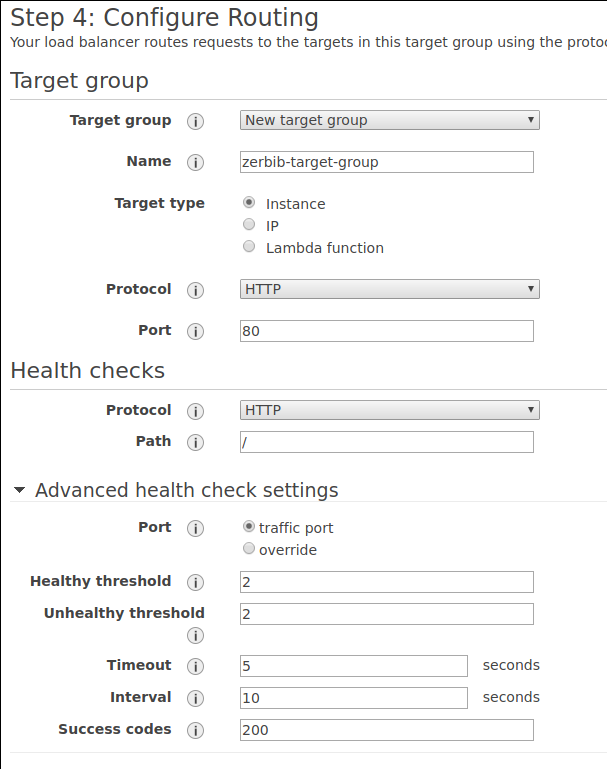 Step 4: Configure Routing
Your load balancer routes requests to the targets in this target group using the
Target group
Target group i New target group
Name i zerbib-target-group
Target type Instance
IP
Lambda function
Protocol i HTTP
Port i 80
Health checks
Protocol i HTTP
Path i /
Advanced health check settings
Port i traffic port
override
Healthy threshold i 2
Unhealthy threshold 2
i
Timeout i 5 seconds
Interval i 10 seconds
Success codes i 200